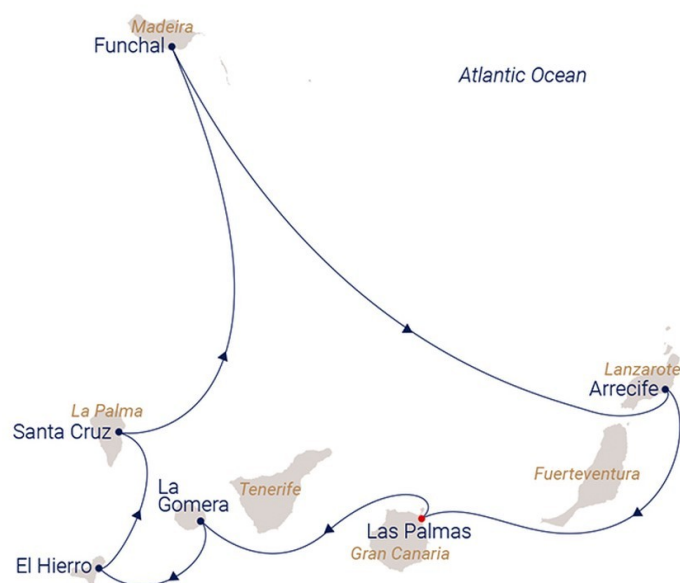 Madeira
Funchal
Atlantic Ocean
Lanzarote
Arrecife
La Palma
Santa Cruz
Fuerteventura
Tenerife
La
Gomera
Las Palmas
Gran Canaria
El Hierro